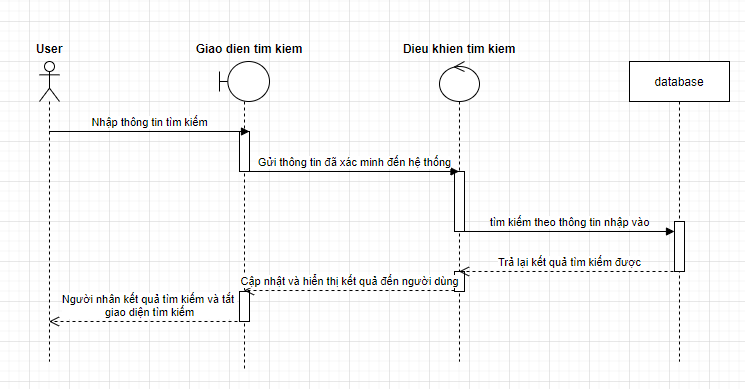 User
Giao dien tim kiem
Dieu khien tim kiem
database
Nhập thông tin tìm kiếm
Gửi thông tin đã xác minh đến hệ thống
tìm kiếm theo thông tin nhập vào
Trả lại kết quả tìm kiếm được
Cập nhật và hiển thị kết quả đến người dùng
Người nhân kết quả tìm kiếm và tắt
giao diện tìm kiếm